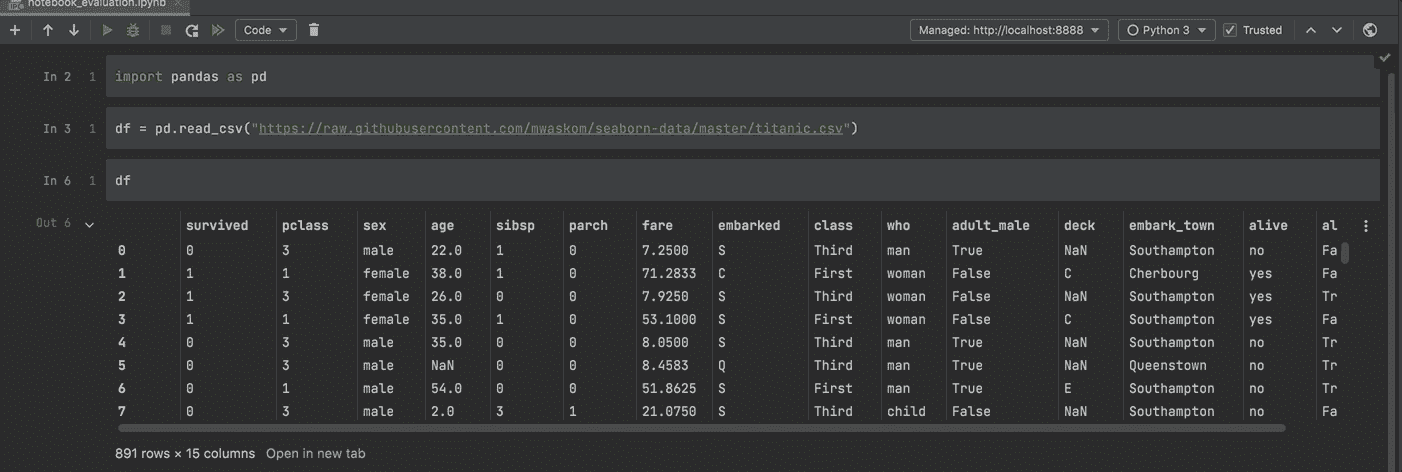 notebook_evaluation.ipynb
Code Managed: http://localhost:8888 Python 3 Trusted
In 2 1 import pandas as pd
In 3 1 df = pd.read_csv("https://raw.githubusercontent.com/mwaskom/seaborn-data/master/titanic.csv")
In 6 1 df
Out 6 survived pclass sex age sibsp parch fare embarked class who adult_male deck embark_town alive al
0 0 3 male 22.0 1 0 7.2500 S Third man True NaN Southampton no Fa
1 1 1 female 38.0 1 0 71.2833 C First woman False C Cherbourg yes Fa
2 1 3 female 26.0 0 0 7.9250 S Third woman False NaN Southampton yes Tr
3 1 1 female 35.0 1 0 53.1000 S First woman False C Southampton yes Fa
4 0 3 male 35.0 0 0 8.0500 S Third man True NaN Southampton no Tr
5 0 3 male NaN 0 0 8.4583 Q Third man True NaN Queenstown no Tr
6 0 1 male 54.0 0 0 51.8625 S First man True E Southampton no Tr
7 0 3 male 2.0 3 1 21.0750 S Third child False NaN Southampton no Fa
891 rows × 15 columns Open in new tab